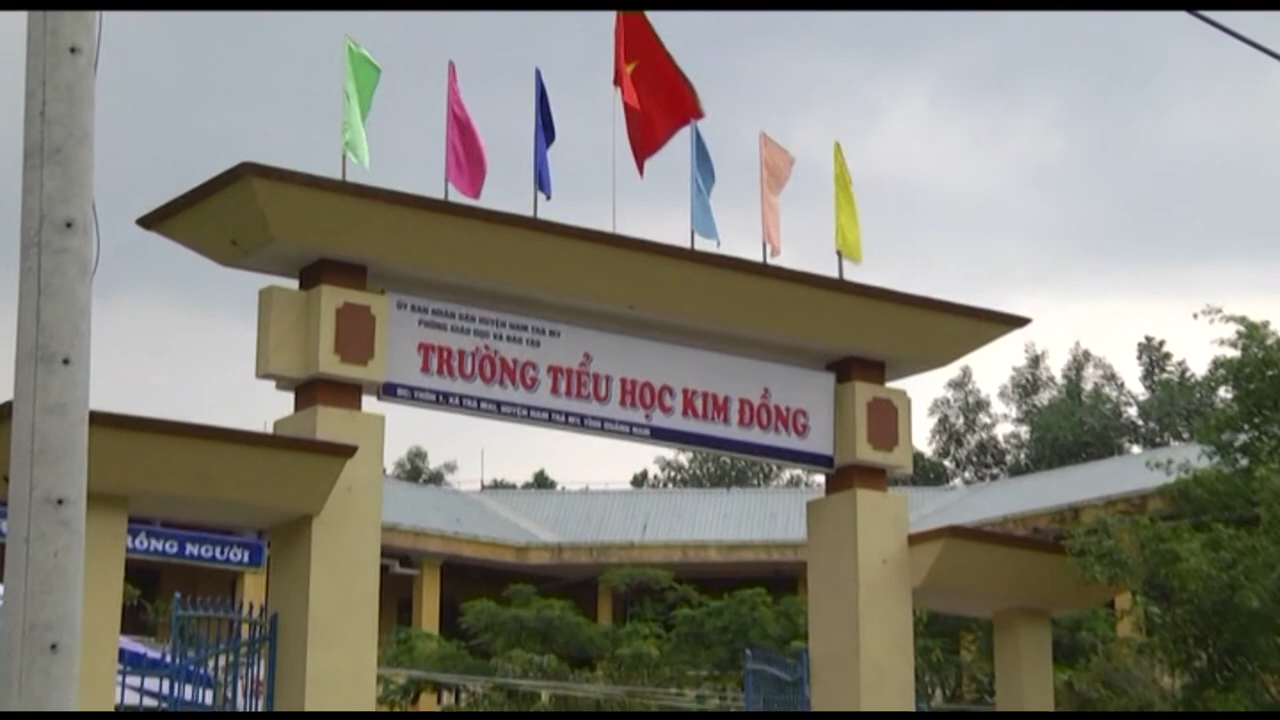 ỦY BAN NHÂN DÂN HUYỆN NAM TRÀ MY
PHÒNG GIÁO DỤC VÀ ĐÀO TẠO
TRƯỜNG TIỂU HỌC KIM ĐỒNG
ĐC: THÔN 1, XÃ TRÀ MAI, HUYỆN NAM TRÀ MY, TỈNH QUẢNG NAM
RỒNG NGƯỜI